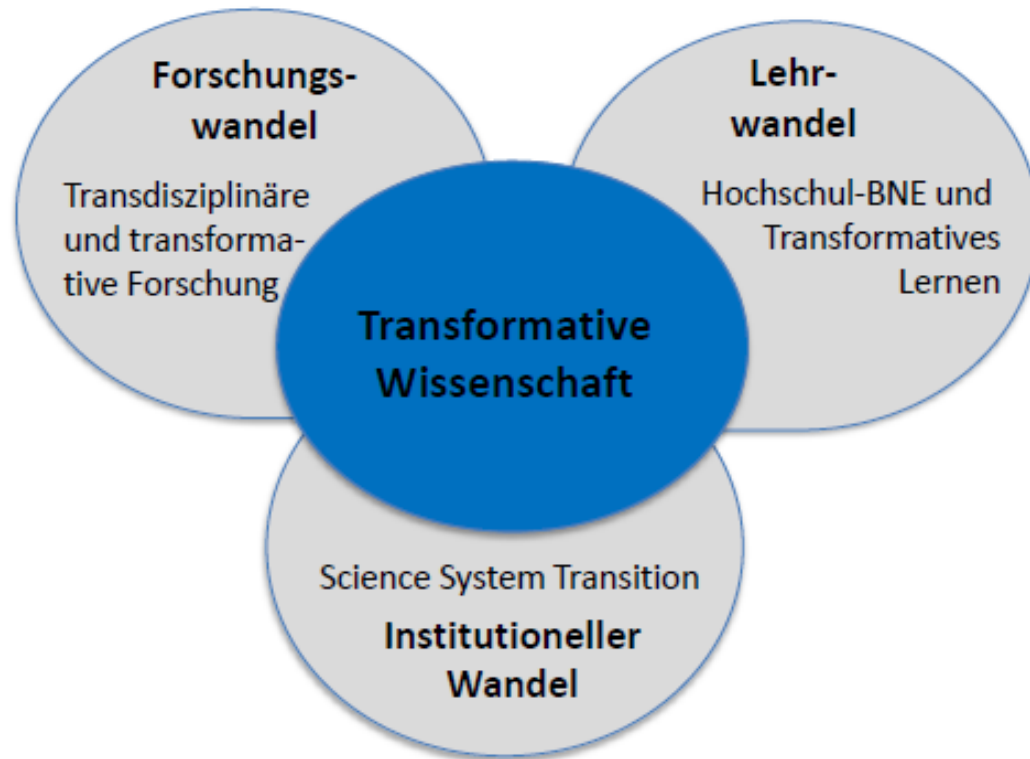 Forschungs-
wandel
Transdisziplinäre
und transforma-
tive Forschung
Lehr-
wandel
Hochschul-BNE und
Transformatives
Lernen
Transformative
Wissenschaft
Science System Transition
Institutioneller
Wandel